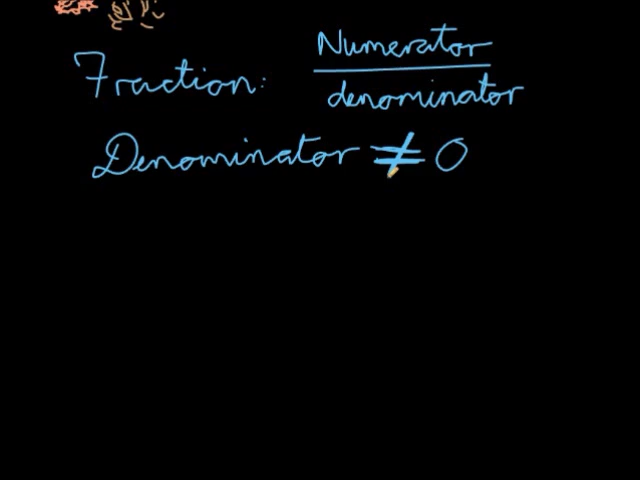 Fraction: Numerator
denominator
Denominator ≠ 0